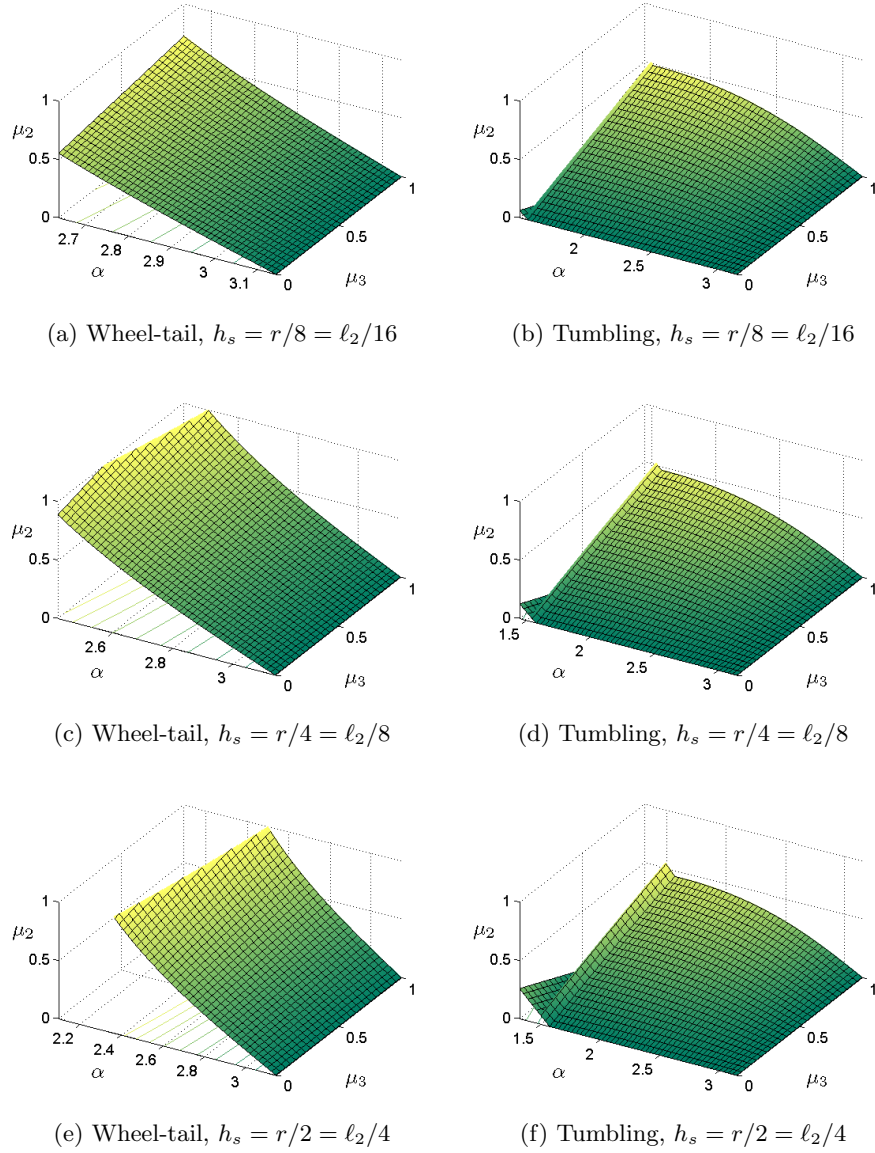 1
μ₂
0.5
0
2.7
2.8
2.9
3
3.1
α
0
0.5
1
μ₃
1
μ₂
0.5
0
2
2.5
3
α
0
0.5
1
μ₃
(a) Wheel-tail, hₛ = r/8 = ℓ₂/16
(b) Tumbling, hₛ = r/8 = ℓ₂/16
1
μ₂
0.5
0
2.6
2.8
3
α
0
0.5
1
μ₃
1
μ₂
0.5
0
1.5
2
2.5
3
α
0
0.5
1
μ₃
(c) Wheel-tail, hₛ = r/4 = ℓ₂/8
(d) Tumbling, hₛ = r/4 = ℓ₂/8
1
μ₂
0.5
0
2.2
2.4
2.6
2.8
3
α
0
0.5
1
μ₃
1
μ₂
0.5
0
1.5
2
2.5
3
α
0
0.5
1
μ₃
(e) Wheel-tail, hₛ = r/2 = ℓ₂/4
(f) Tumbling, hₛ = r/2 = ℓ₂/4